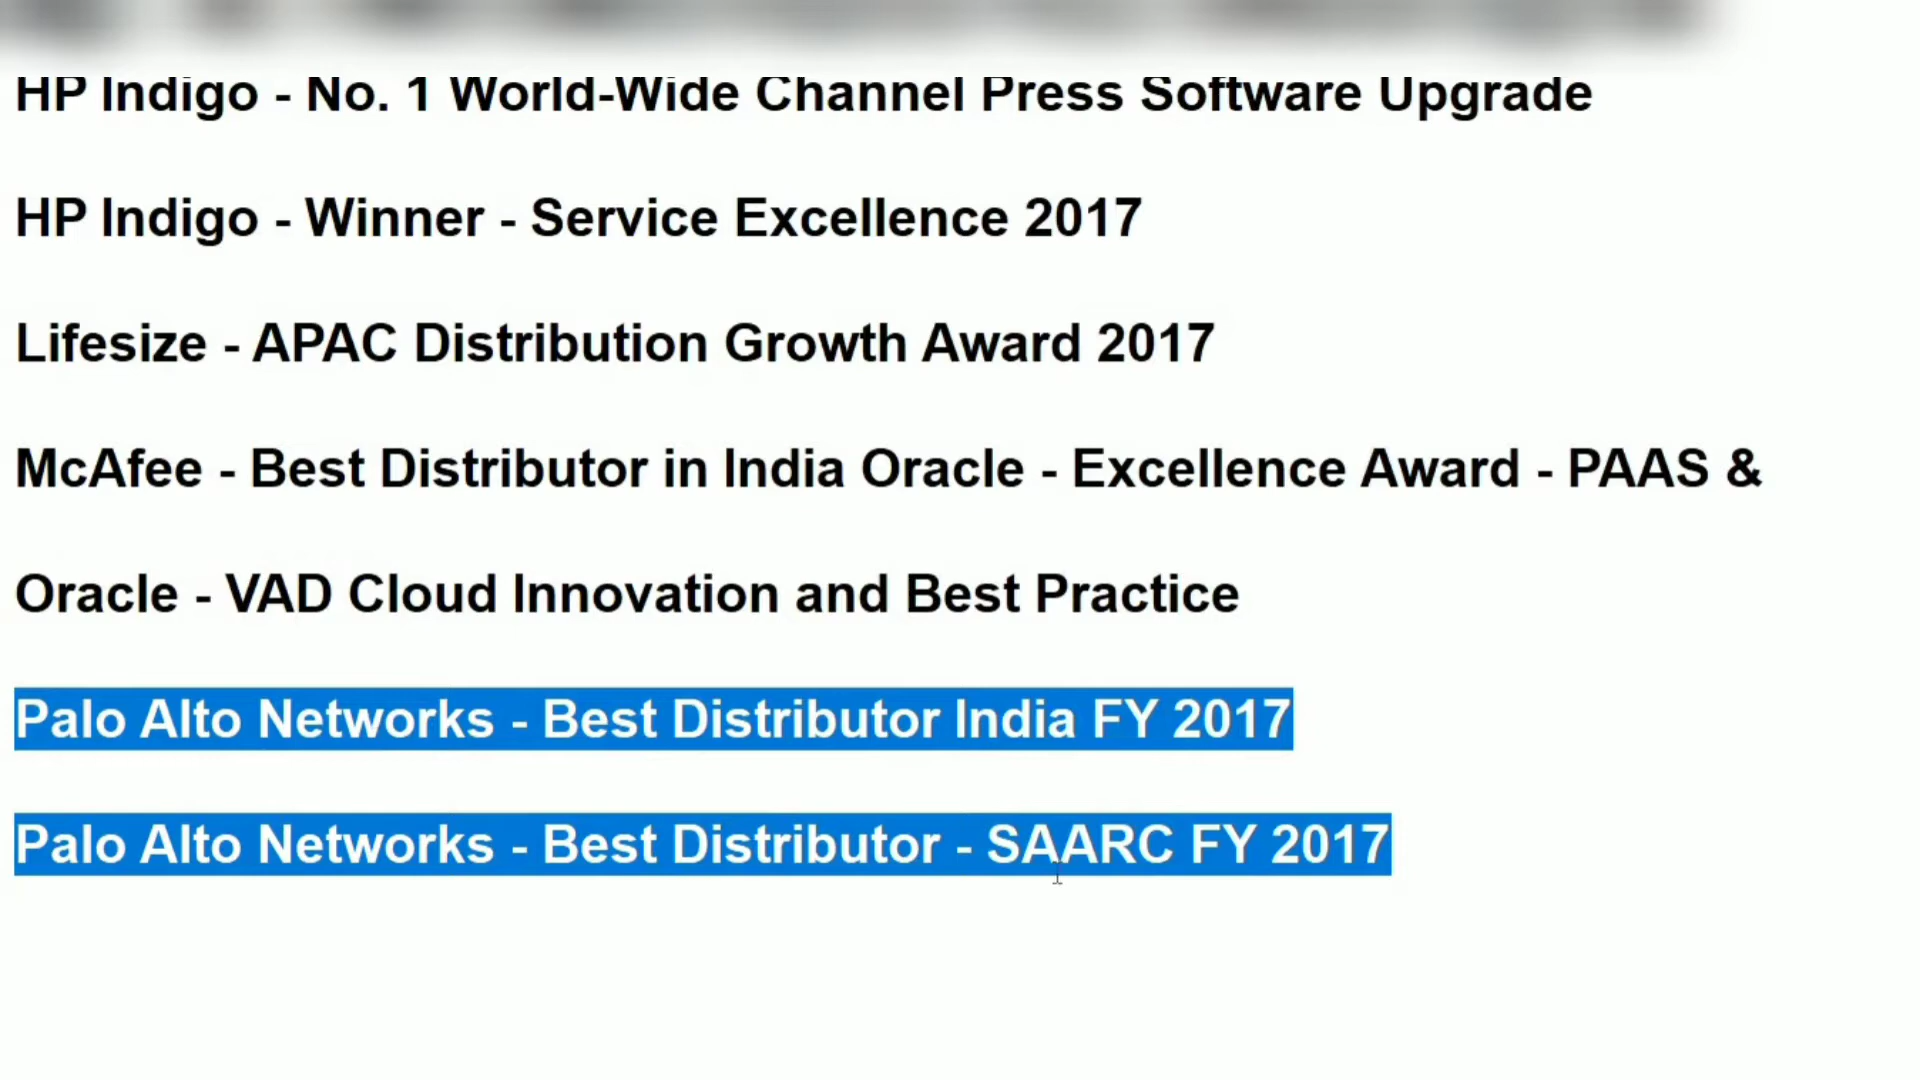 HP Indigo - No. 1 World-Wide Channel Press Software Upgrade
HP Indigo - Winner - Service Excellence 2017
Lifesize - APAC Distribution Growth Award 2017
McAfee - Best Distributor in India Oracle - Excellence Award - PAAS &
Oracle - VAD Cloud Innovation and Best Practice
Palo Alto Networks - Best Distributor India FY 2017
Palo Alto Networks - Best Distributor - SAARC FY 2017